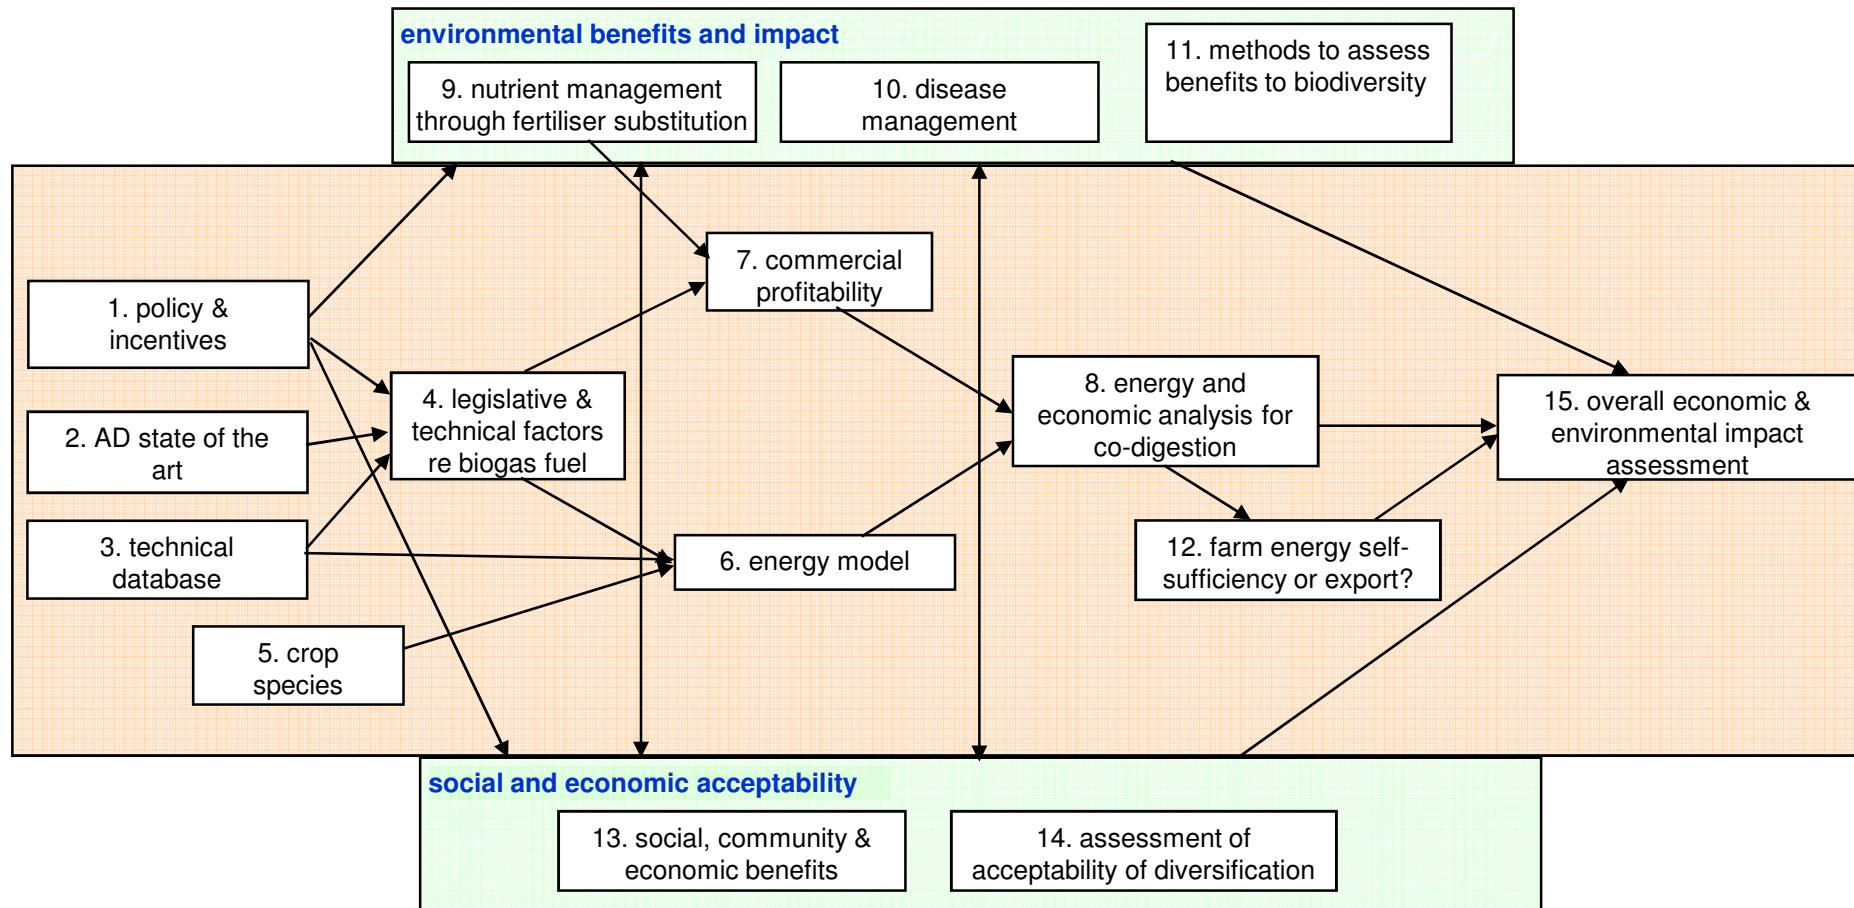 environmental benefits and impact
9. nutrient management
through fertiliser substitution
10. disease
management
11. methods to assess
benefits to biodiversity
1. policy &
incentives
2. AD state of the
art
3. technical
database
4. legislative &
technical factors
re biogas fuel
5. crop
species
6. energy model
7. commercial
profitability
8. energy and
economic analysis for
co-digestion
12. farm energy self-
sufficiency or export?
15. overall economic &
environmental impact
assessment
social and economic acceptability
13. social, community &
economic benefits
14. assessment of
acceptability of diversification